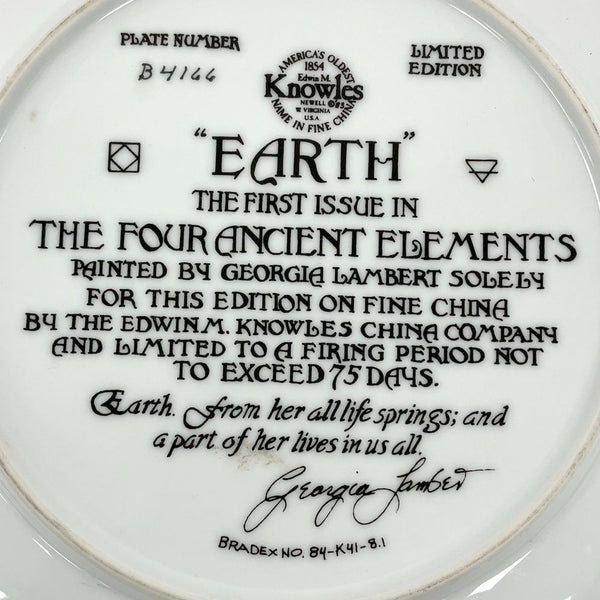 PLATE NUMBER
B4166
AMERICA'S OLDEST
1854
Edwin M.
Knowles
NEWELL
W. VIRGINIA
U.S.A
NAME IN FINE CHINA
LIMITED
EDITION
"EARTH"
THE FIRST ISSUE IN
THE FOUR ANCIENT ELEMENTS
PAINTED BY GEORGIA LAMBERT SOLELY
FOR THIS EDITION ON FINE CHINA
BY THE EDWIN M. KNOWLES CHINA COMPANY
AND LIMITED TO A FIRING PERIOD NOT
TO EXCEED 75 DAYS.
Earth. From her all life springs; and
a part of her lives in us all.
Georgia Lambert
BRADEX NO. 84-K41-8.1